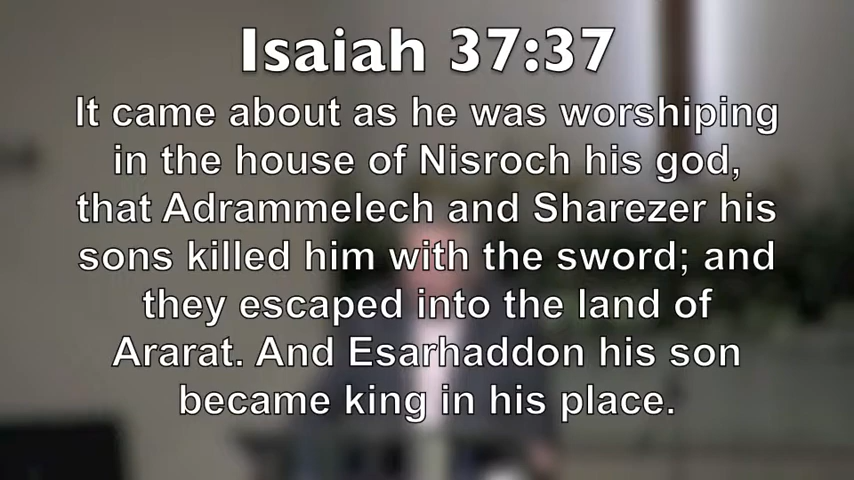 Isaiah 37:37
It came about as he was worshiping
in the house of Nisroch his god,
that Adrammelech and Sharezer his
sons killed him with the sword; and
they escaped into the land of
Ararat. And Esarhaddon his son
became king in his place.